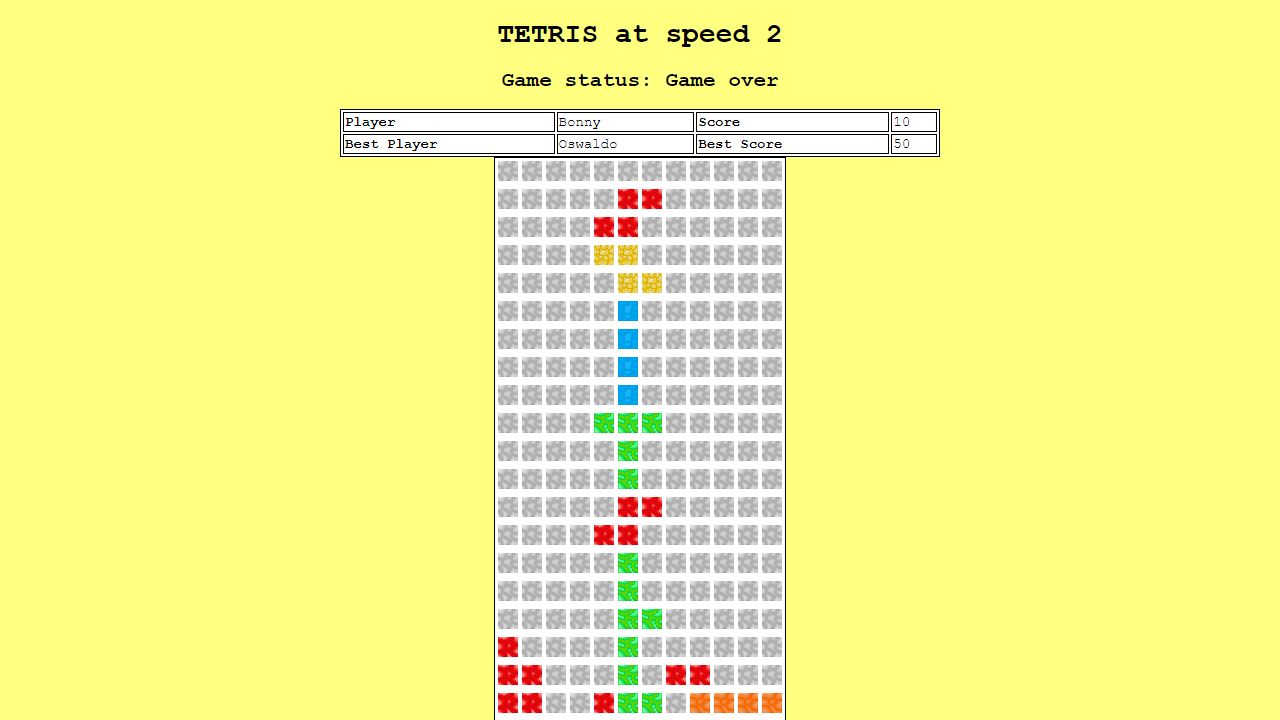 TETRIS at speed 2
Game status: Game over
Player Bonny Score 10
Best Player Oswaldo Best Score 50